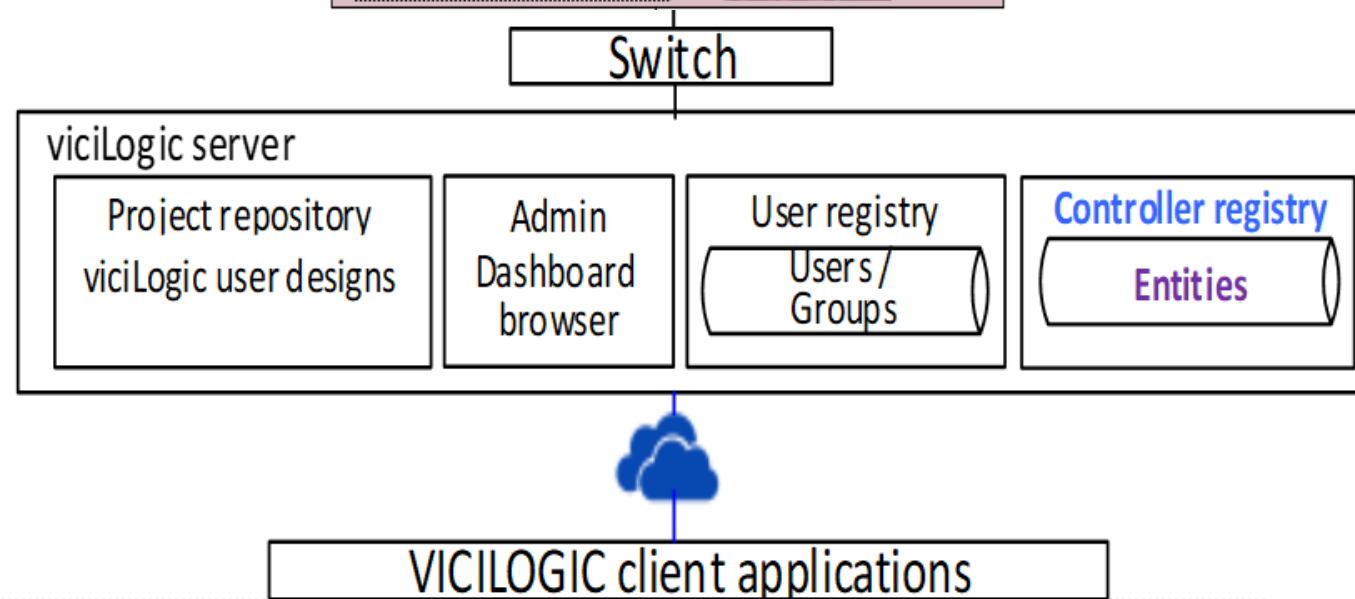 Switch
viciLogic server
Project repository
viciLogic user designs
Admin
Dashboard
browser
User registry
Users /
Groups
Controller registry
Entities
VICILOGIC client applications